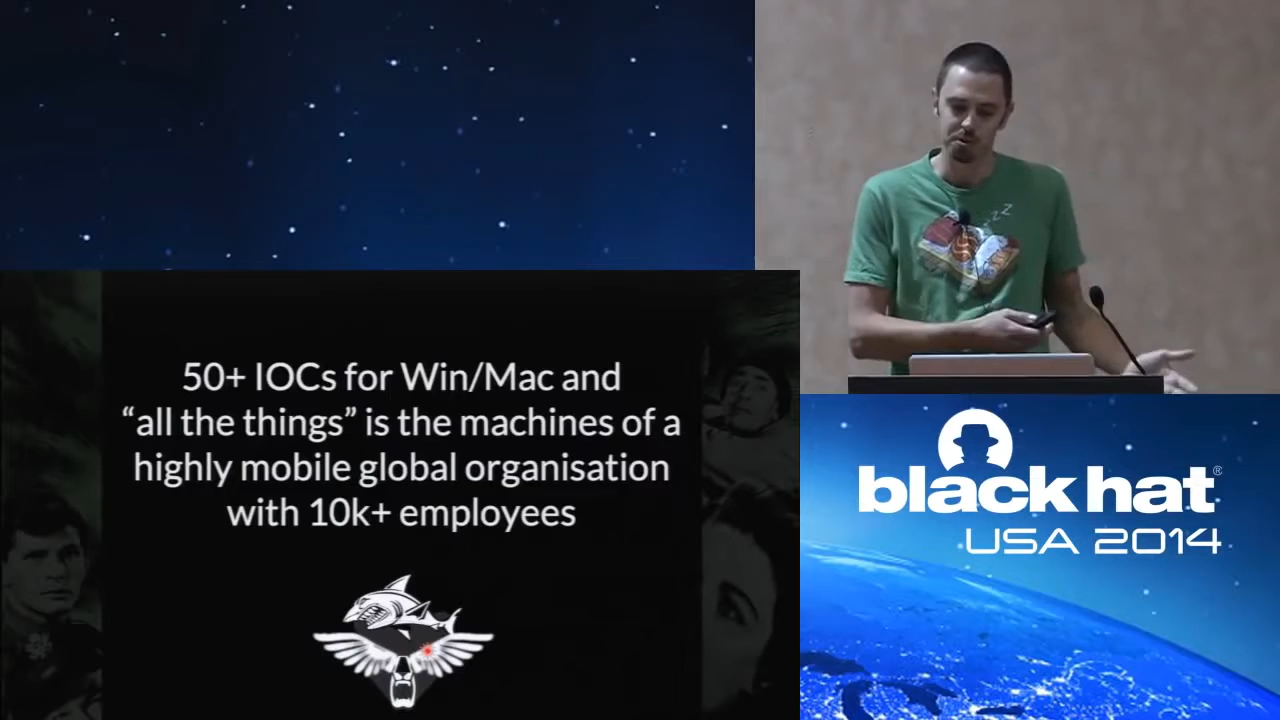 50+ IOCs for Win/Mac and
“all the things” is the machines of a
highly mobile global organisation
with 10k+ employees
zzZ
black hat®
USA 2014